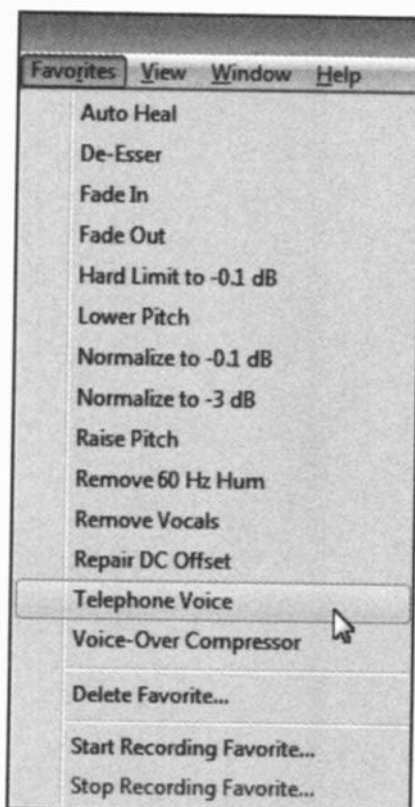 Favorites View Window Help
Auto Heal
De-Esser
Fade In
Fade Out
Hard Limit to -0.1 dB
Lower Pitch
Normalize to -0.1 dB
Normalize to -3 dB
Raise Pitch
Remove 60 Hz Hum
Remove Vocals
Repair DC Offset
Telephone Voice
Voice-Over Compressor
Delete Favorite...
Start Recording Favorite...
Stop Recording Favorite...